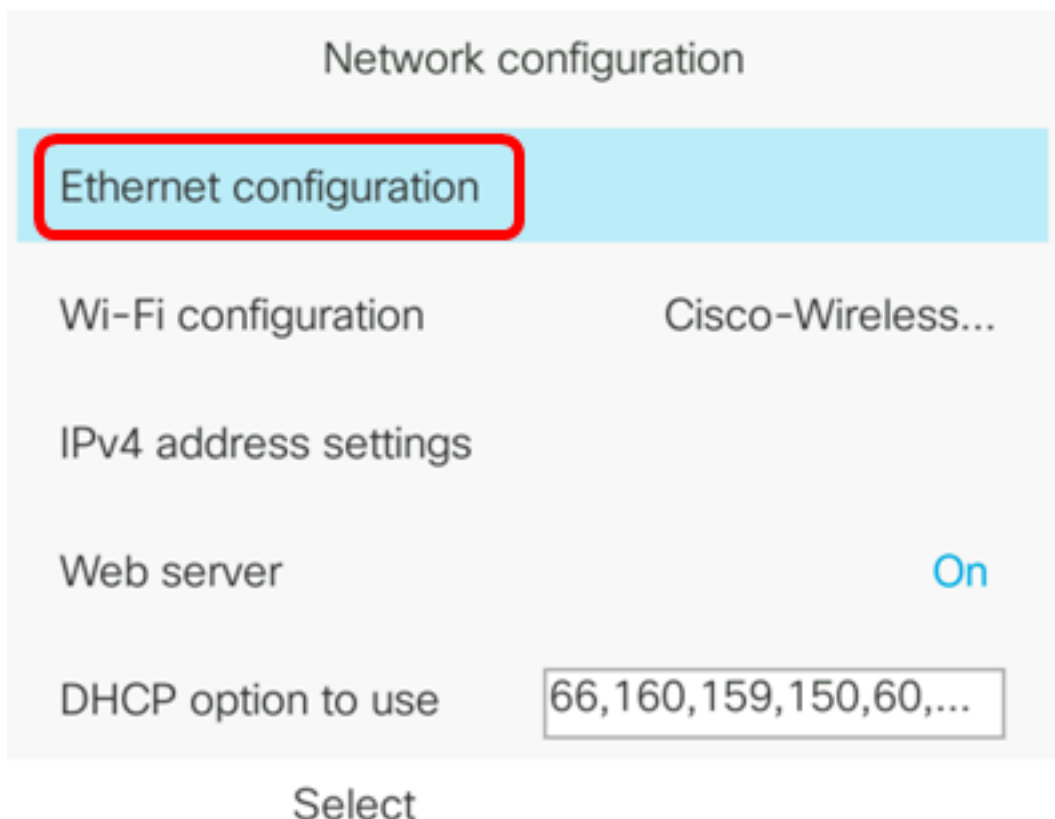 Network configuration
Ethernet configuration
Wi-Fi configuration Cisco-Wireless...
IPv4 address settings
Web server On
DHCP option to use 66,160,159,150,60,...
Select